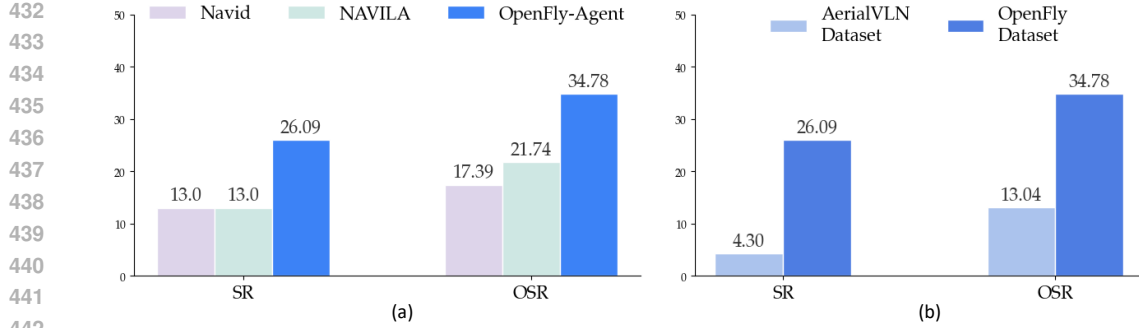 432
433
434
435
436
437
438
439
440
441
Navid NAVILA OpenFly-Agent
50
40
30
20
10
0
13.0 13.0 26.09
17.39 21.74 34.78
SR OSR
(a)
AerialVLN Dataset
OpenFly Dataset
50
40
30
20
10
0
4.30 26.09
13.04 34.78
SR OSR
(b)